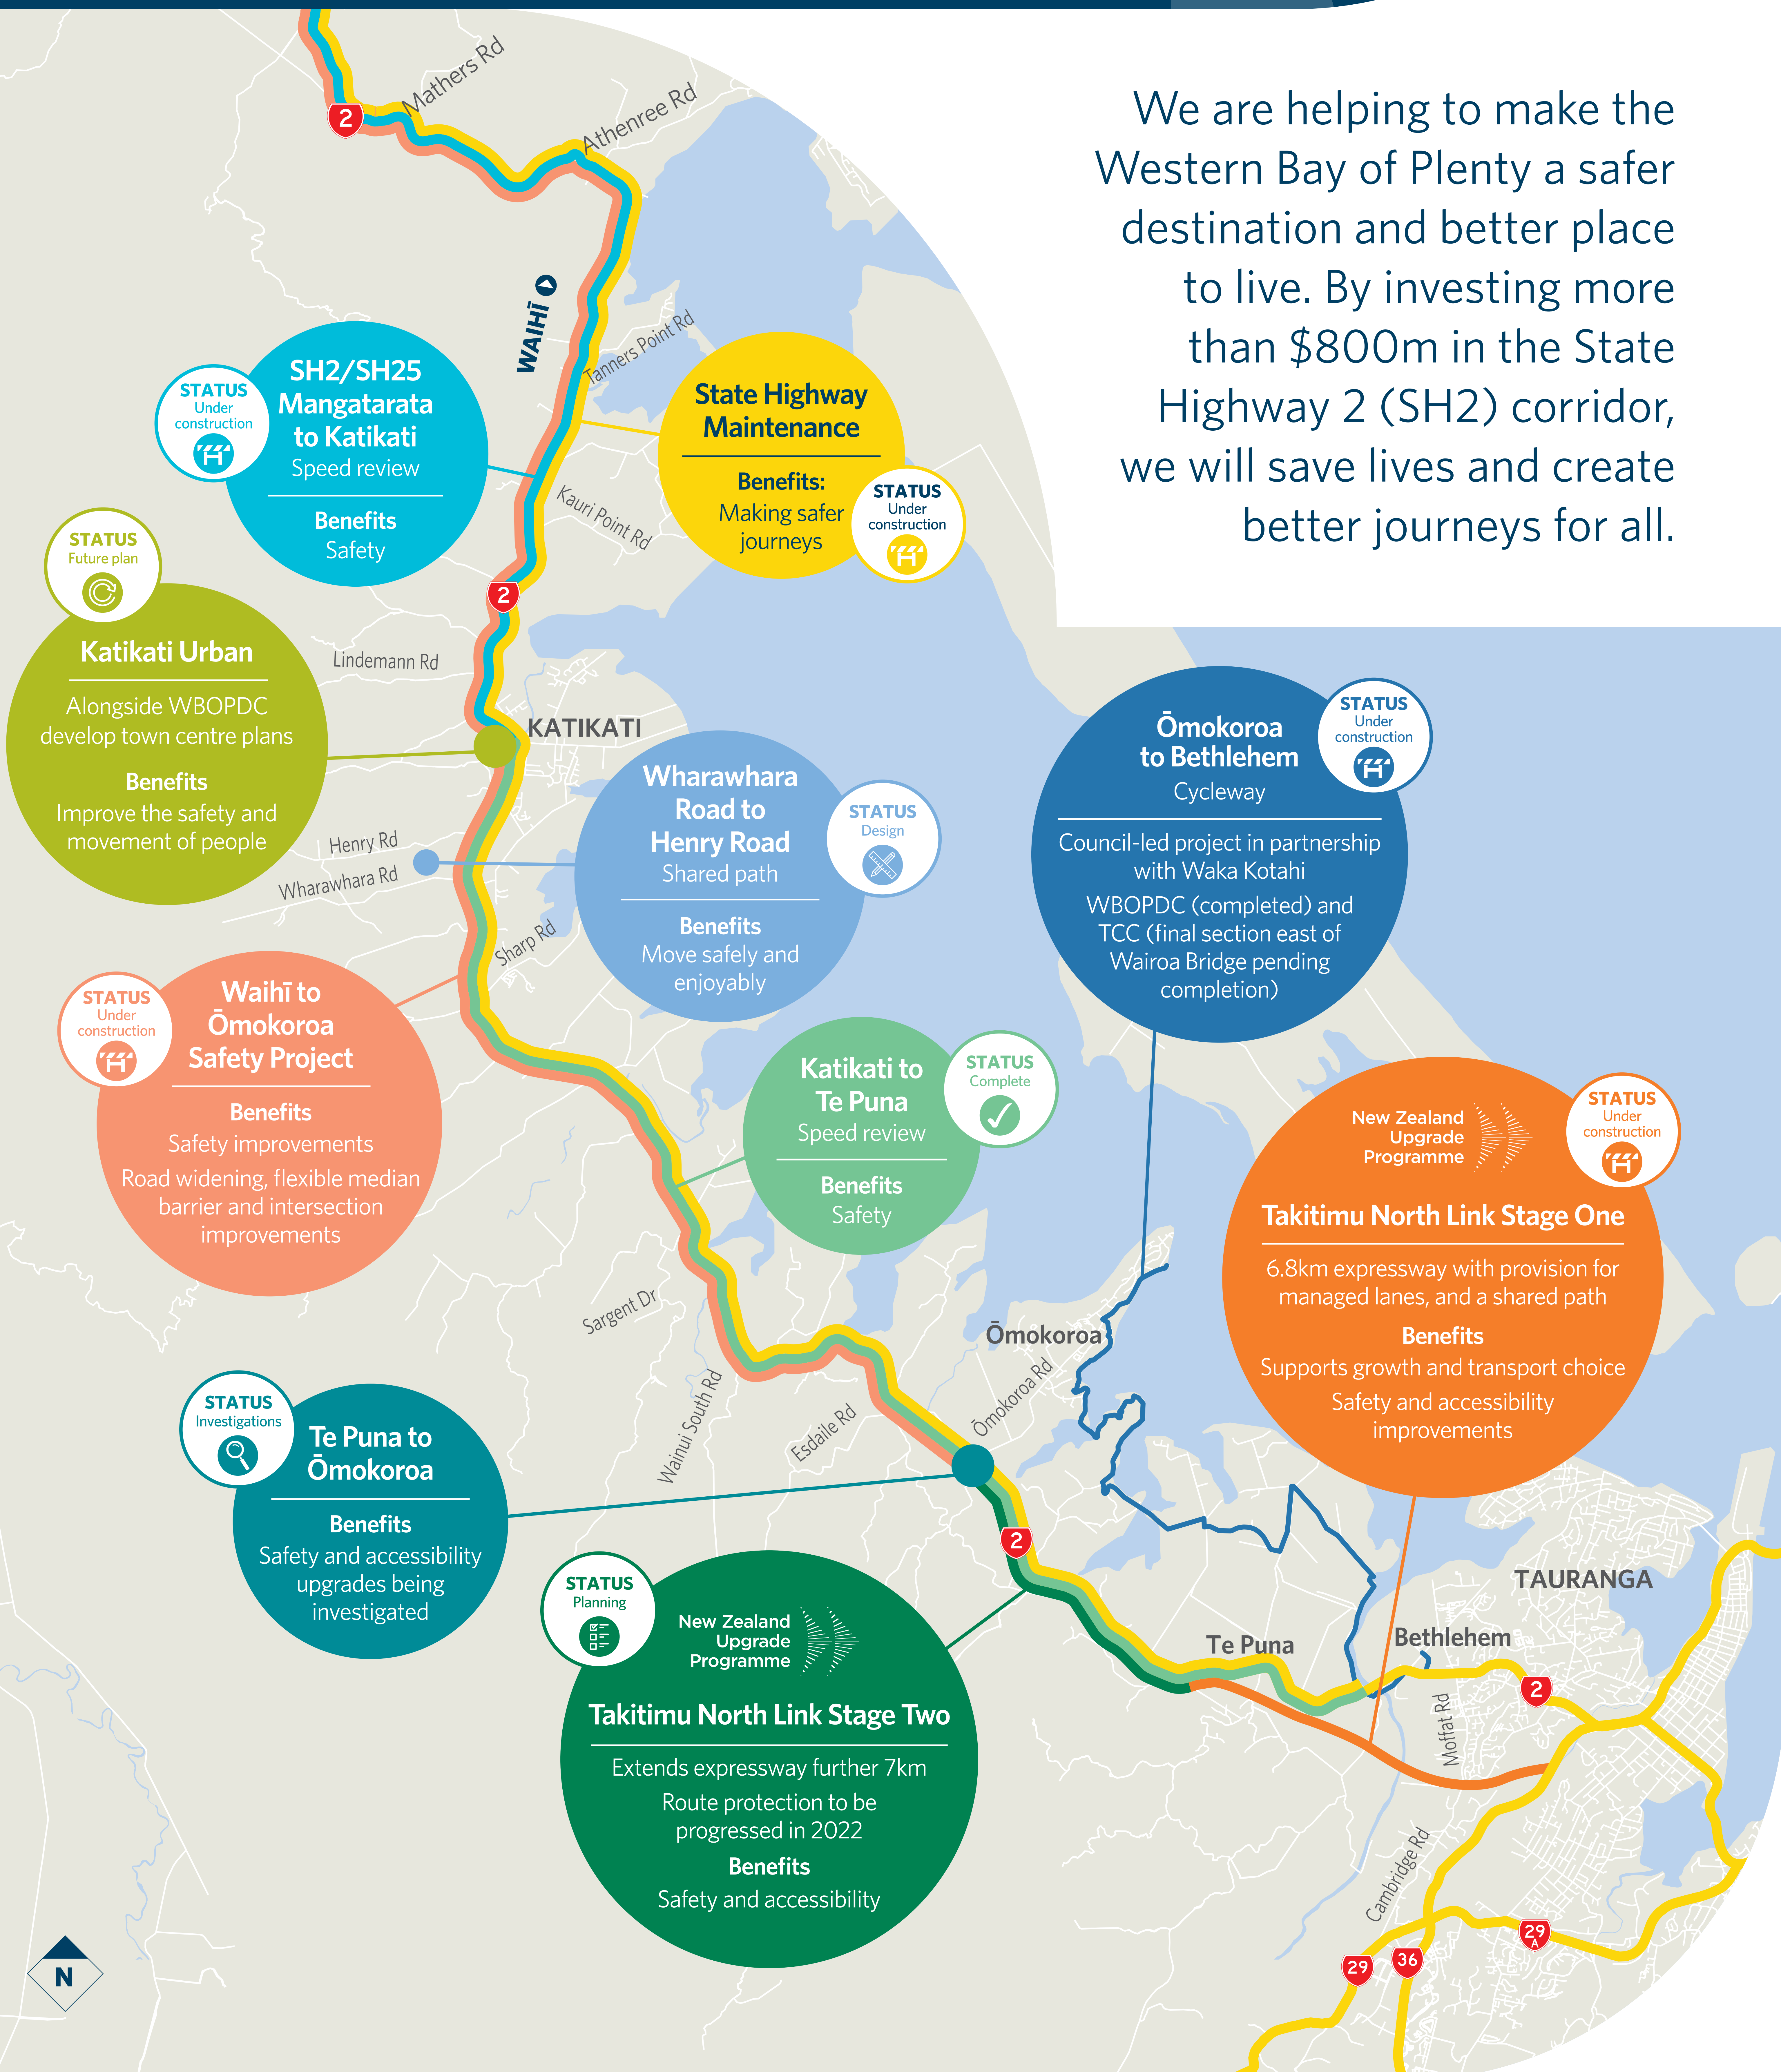 We are helping to make the
Western Bay of Plenty a safer
destination and better place
to live. By investing more
than $800m in the State
Highway 2 (SH2) corridor,
we will save lives and create
better journeys for all.
Mathers Rd
2
Athenree Rd
WAIHĪ
Tanners Point Rd
SH2/SH25
Mangatarata
to Katikati
Speed review
Benefits
Safety
STATUS
Under
construction
State Highway
Maintenance
Benefits:
Making safer
journeys
STATUS
Under
construction
Kauri Point Rd
2
STATUS
Future plan
Katikati Urban
Alongside WBOPDC
develop town centre plans
Benefits
Improve the safety and
movement of people
Lindemann Rd
KATIKATI
Henry Rd
Wharawhara Rd
Sharp Rd
Wharawhara
Road to
Henry Road
Shared path
Benefits
Move safely and
enjoyably
STATUS
Design
Ōmokoroa
to Bethlehem
Cycleway
Council-led project in partnership
with Waka Kotahi
WBOPDC (completed) and
TCC (final section east of
Wairoa Bridge pending
completion)
STATUS
Under
construction
STATUS
Under
construction
Waihī to
Ōmokoroa
Safety Project
Benefits
Safety improvements
Road widening, flexible median
barrier and intersection
improvements
Katikati to
Te Puna
Speed review
Benefits
Safety
STATUS
Complete
New Zealand
Upgrade
Programme
STATUS
Under
construction
Takitimu North Link Stage One
6.8km expressway with provision for
managed lanes, and a shared path
Benefits
Supports growth and transport choice
Safety and accessibility
improvements
Sargent Dr
Ōmokoroa
Ōmokoroa Rd
Wainui South Rd
Esdaile Rd
STATUS
Investigations
Te Puna to
Ōmokoroa
Benefits
Safety and accessibility
upgrades being
investigated
2
STATUS
Planning
New Zealand
Upgrade
Programme
Takitimu North Link Stage Two
Extends expressway further 7km
Route protection to be
progressed in 2022
Benefits
Safety and accessibility
TAURANGA
Te Puna
Bethlehem
2
Moffat Rd
Cambridge Rd
29
36
29
A
N